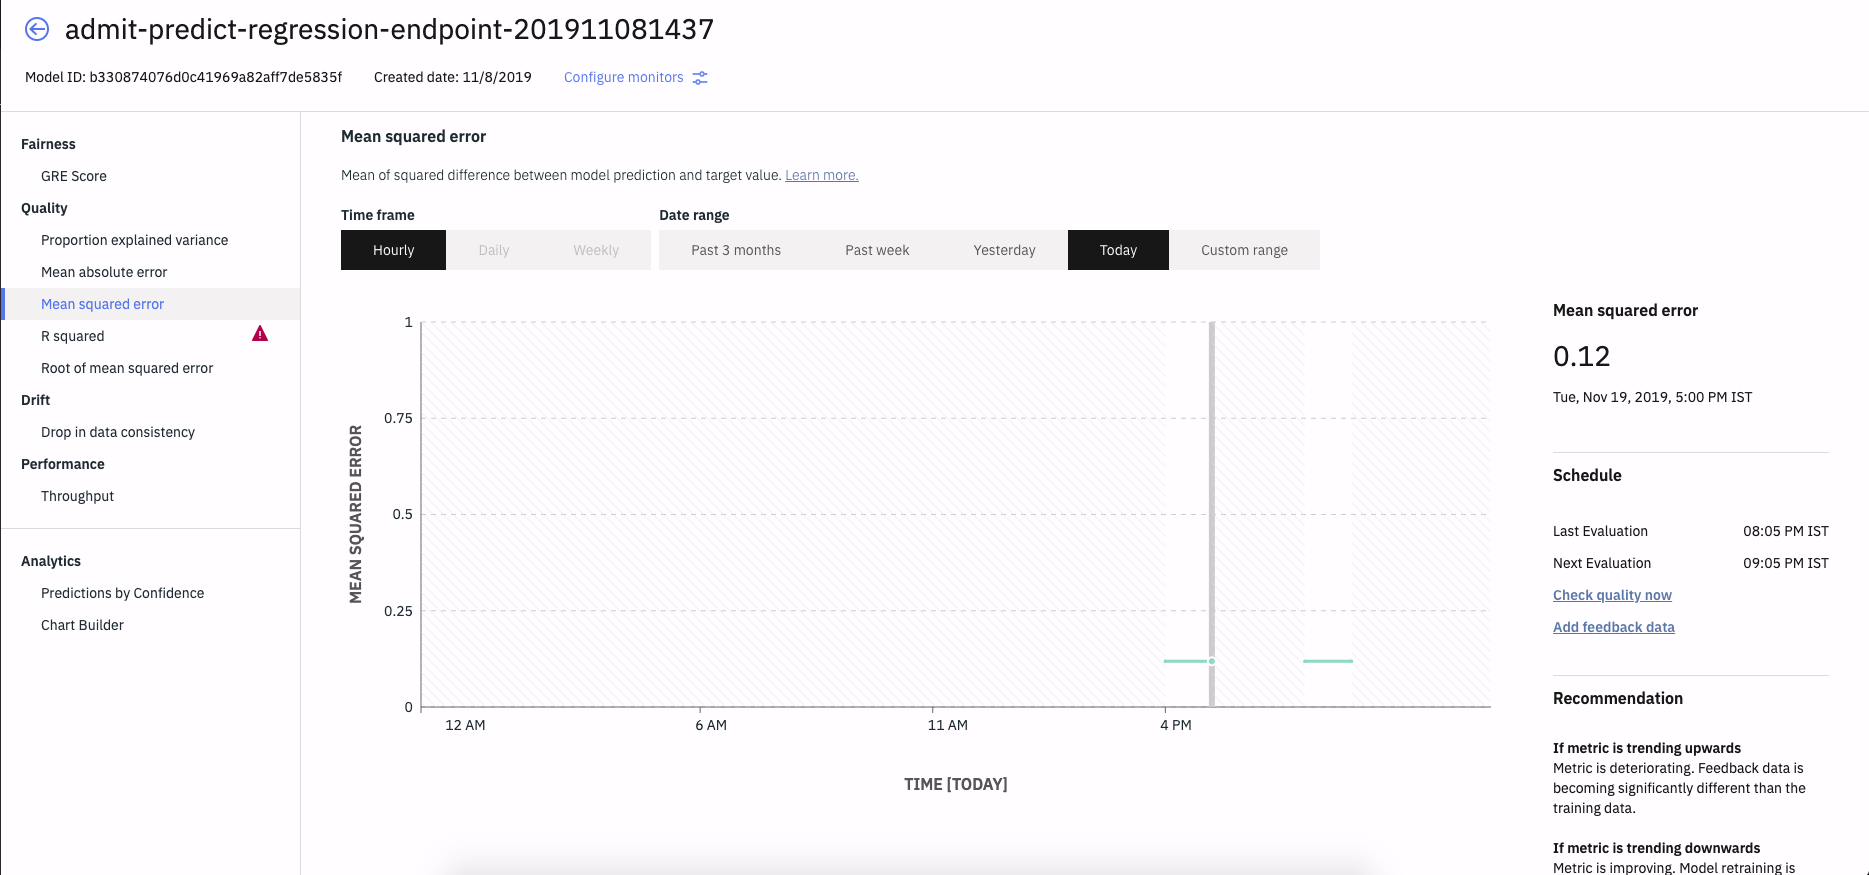 admit-predict-regression-endpoint-201911081437
Model ID: b330874076d0c41969a82aff7de5835f Created date: 11/8/2019 Configure monitors
Fairness
GRE Score
Quality
Proportion explained variance
Mean absolute error
Mean squared error
R squared
Root of mean squared error
Drift
Drop in data consistency
Performance
Throughput
Analytics
Predictions by Confidence
Chart Builder
Mean squared error
Mean of squared difference between model prediction and target value. Learn more.
Time frame Date range
Hourly Daily Weekly Past 3 months Past week Yesterday Today Custom range
1
0.75
0.5
0.25
0
MEAN SQUARED ERROR
12 AM 6 AM 11 AM 4 PM
TIME [TODAY]
Mean squared error
0.12
Tue, Nov 19, 2019, 5:00 PM IST
Schedule
Last Evaluation 08:05 PM IST
Next Evaluation 09:05 PM IST
Check quality now
Add feedback data
Recommendation
If metric is trending upwards
Metric is deteriorating. Feedback data is
becoming significantly different than the
training data.
If metric is trending downwards
Metric is improving. Model retraining is